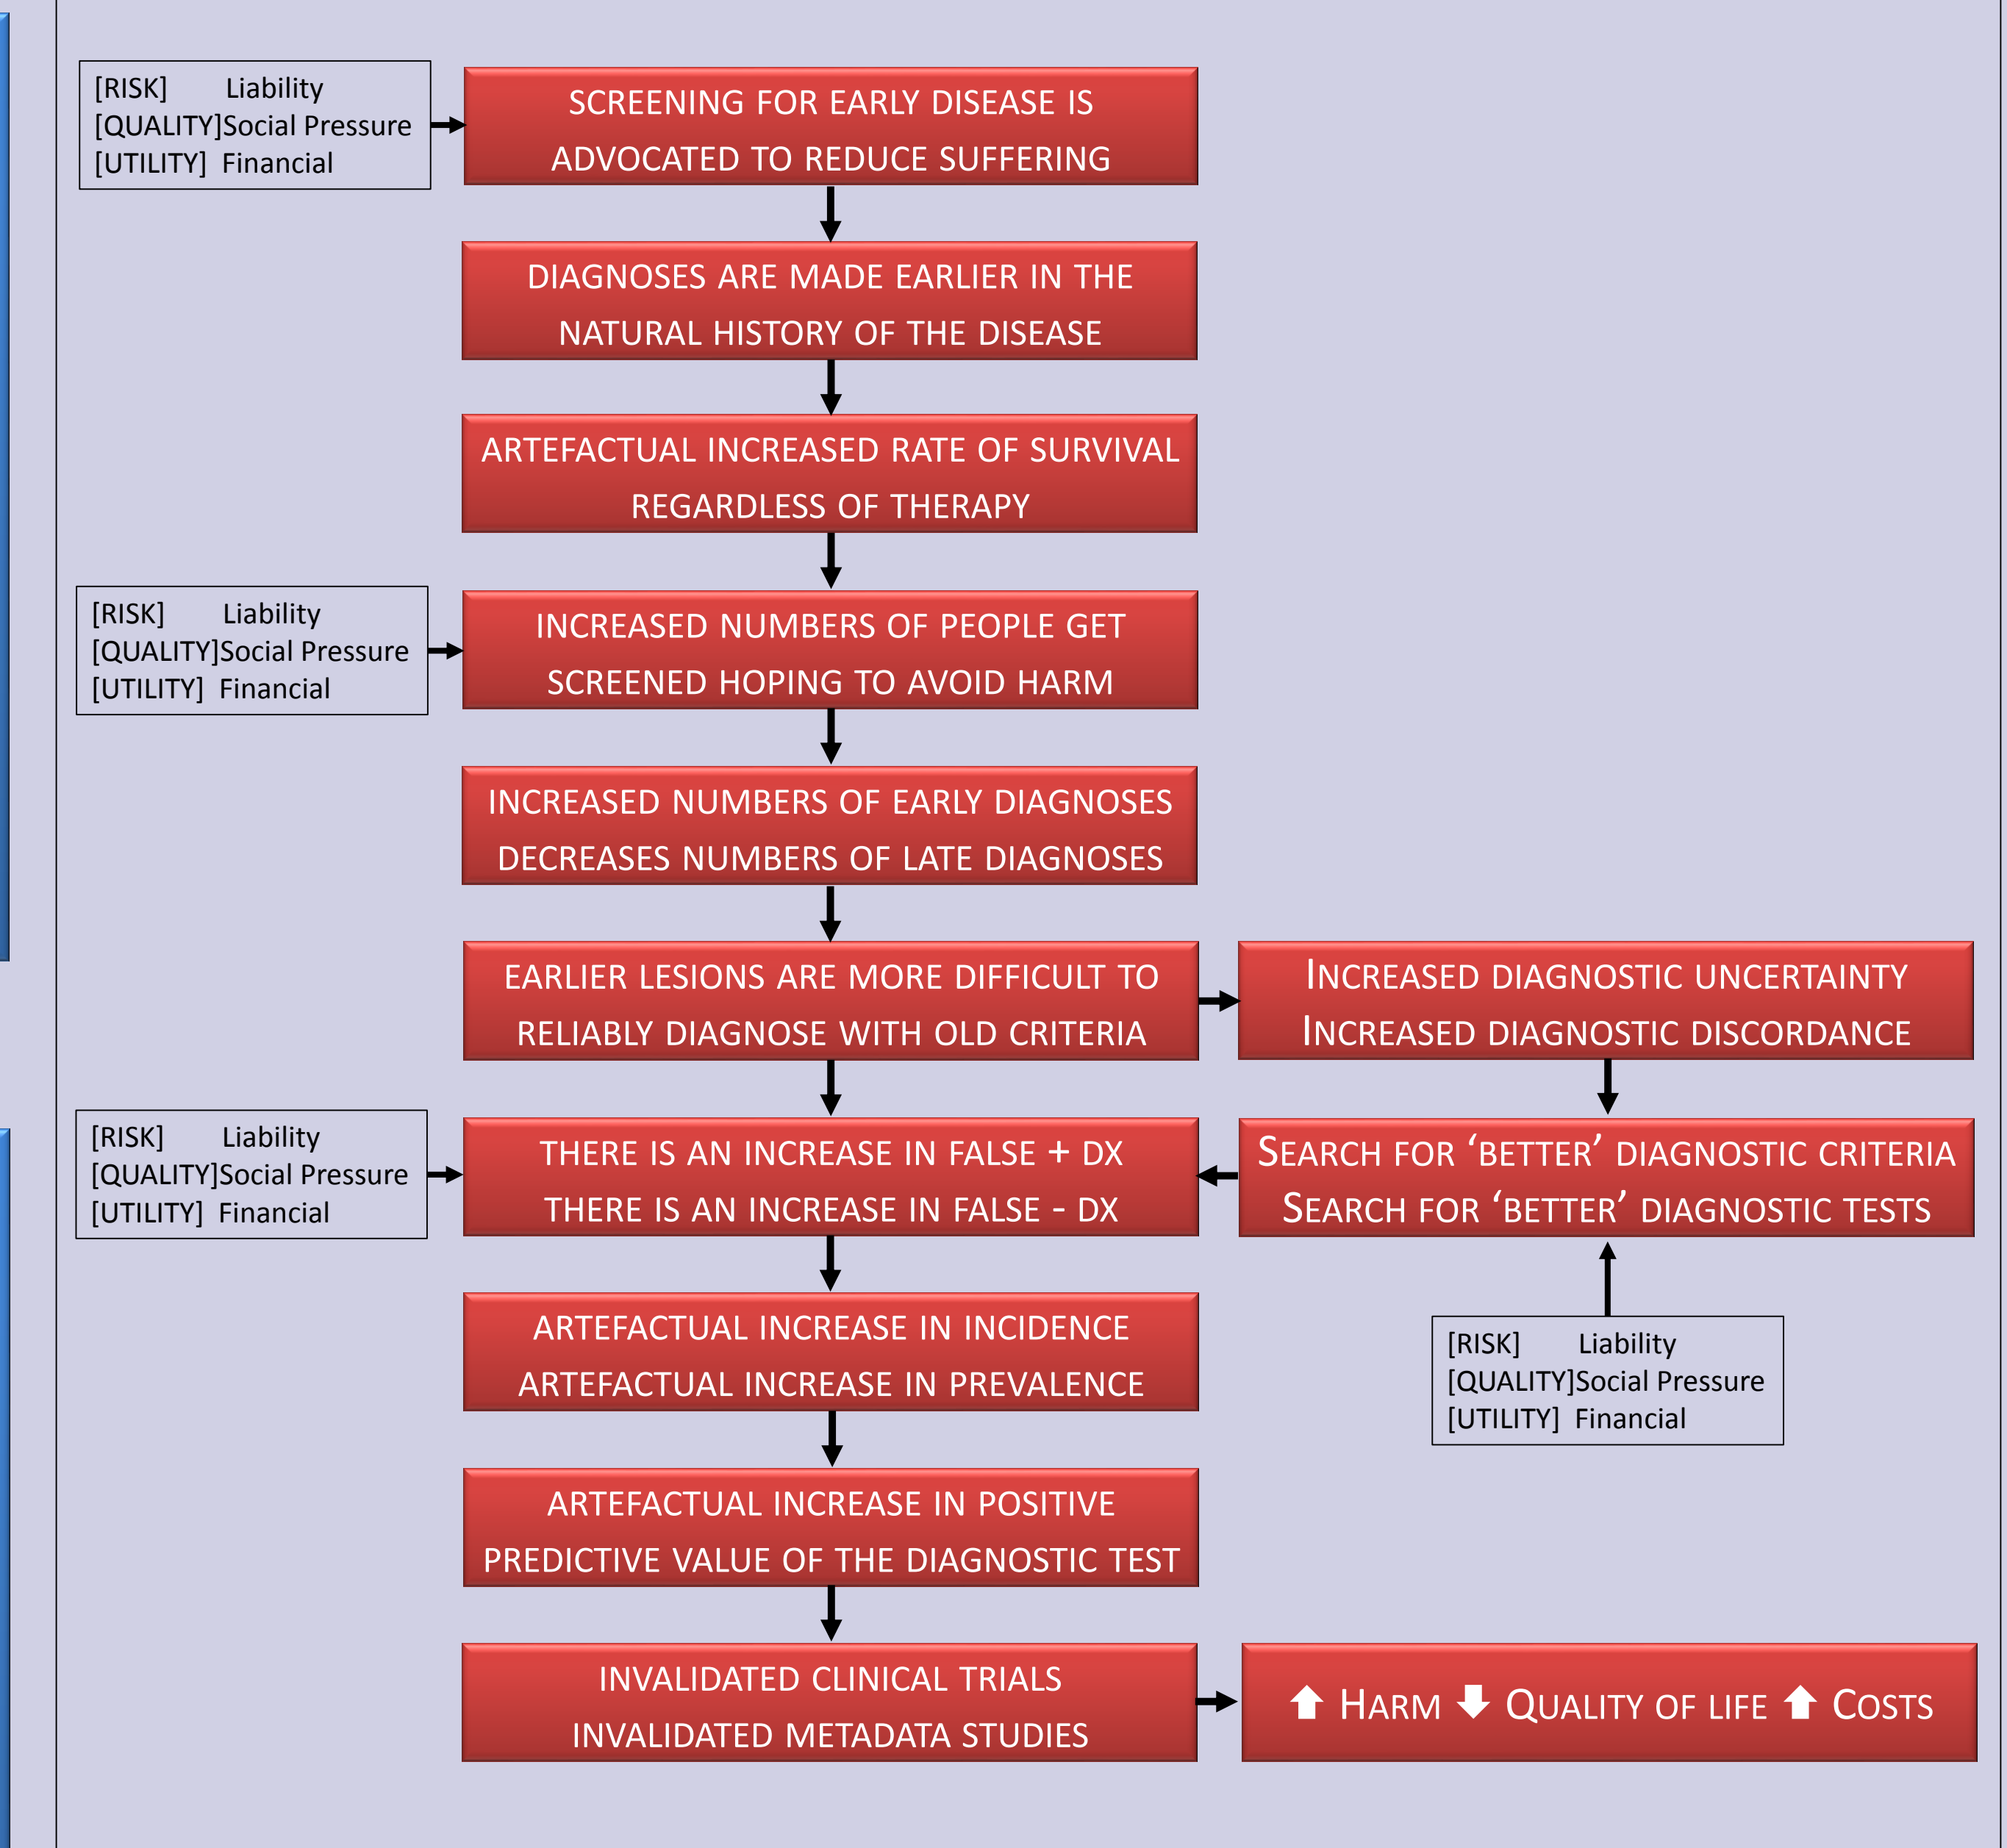 [RISK] Liability
[QUALITY]Social Pressure
[UTILITY] Financial
SCREENING FOR EARLY DISEASE IS
ADVOCATED TO REDUCE SUFFERING
DIAGNOSES ARE MADE EARLIER IN THE
NATURAL HISTORY OF THE DISEASE
ARTEFACTUAL INCREASED RATE OF SURVIVAL
REGARDLESS OF THERAPY
[RISK] Liability
[QUALITY]Social Pressure
[UTILITY] Financial
INCREASED NUMBERS OF PEOPLE GET
SCREENED HOPING TO AVOID HARM
INCREASED NUMBERS OF EARLY DIAGNOSES
DECREASES NUMBERS OF LATE DIAGNOSES
EARLIER LESIONS ARE MORE DIFFICULT TO
RELIABLY DIAGNOSE WITH OLD CRITERIA
INCREASED DIAGNOSTIC UNCERTAINTY
INCREASED DIAGNOSTIC DISCORDANCE
[RISK] Liability
[QUALITY]Social Pressure
[UTILITY] Financial
THERE IS AN INCREASE IN FALSE + DX
THERE IS AN INCREASE IN FALSE - DX
SEARCH FOR ‘BETTER’ DIAGNOSTIC CRITERIA
SEARCH FOR ‘BETTER’ DIAGNOSTIC TESTS
ARTEFACTUAL INCREASE IN INCIDENCE
ARTEFACTUAL INCREASE IN PREVALENCE
[RISK] Liability
[QUALITY]Social Pressure
[UTILITY] Financial
ARTEFACTUAL INCREASE IN POSITIVE
PREDICTIVE VALUE OF THE DIAGNOSTIC TEST
INVALIDATED CLINICAL TRIALS
INVALIDATED METADATA STUDIES
⬆ HARM ⬇ QUALITY OF LIFE ⬆ COSTS